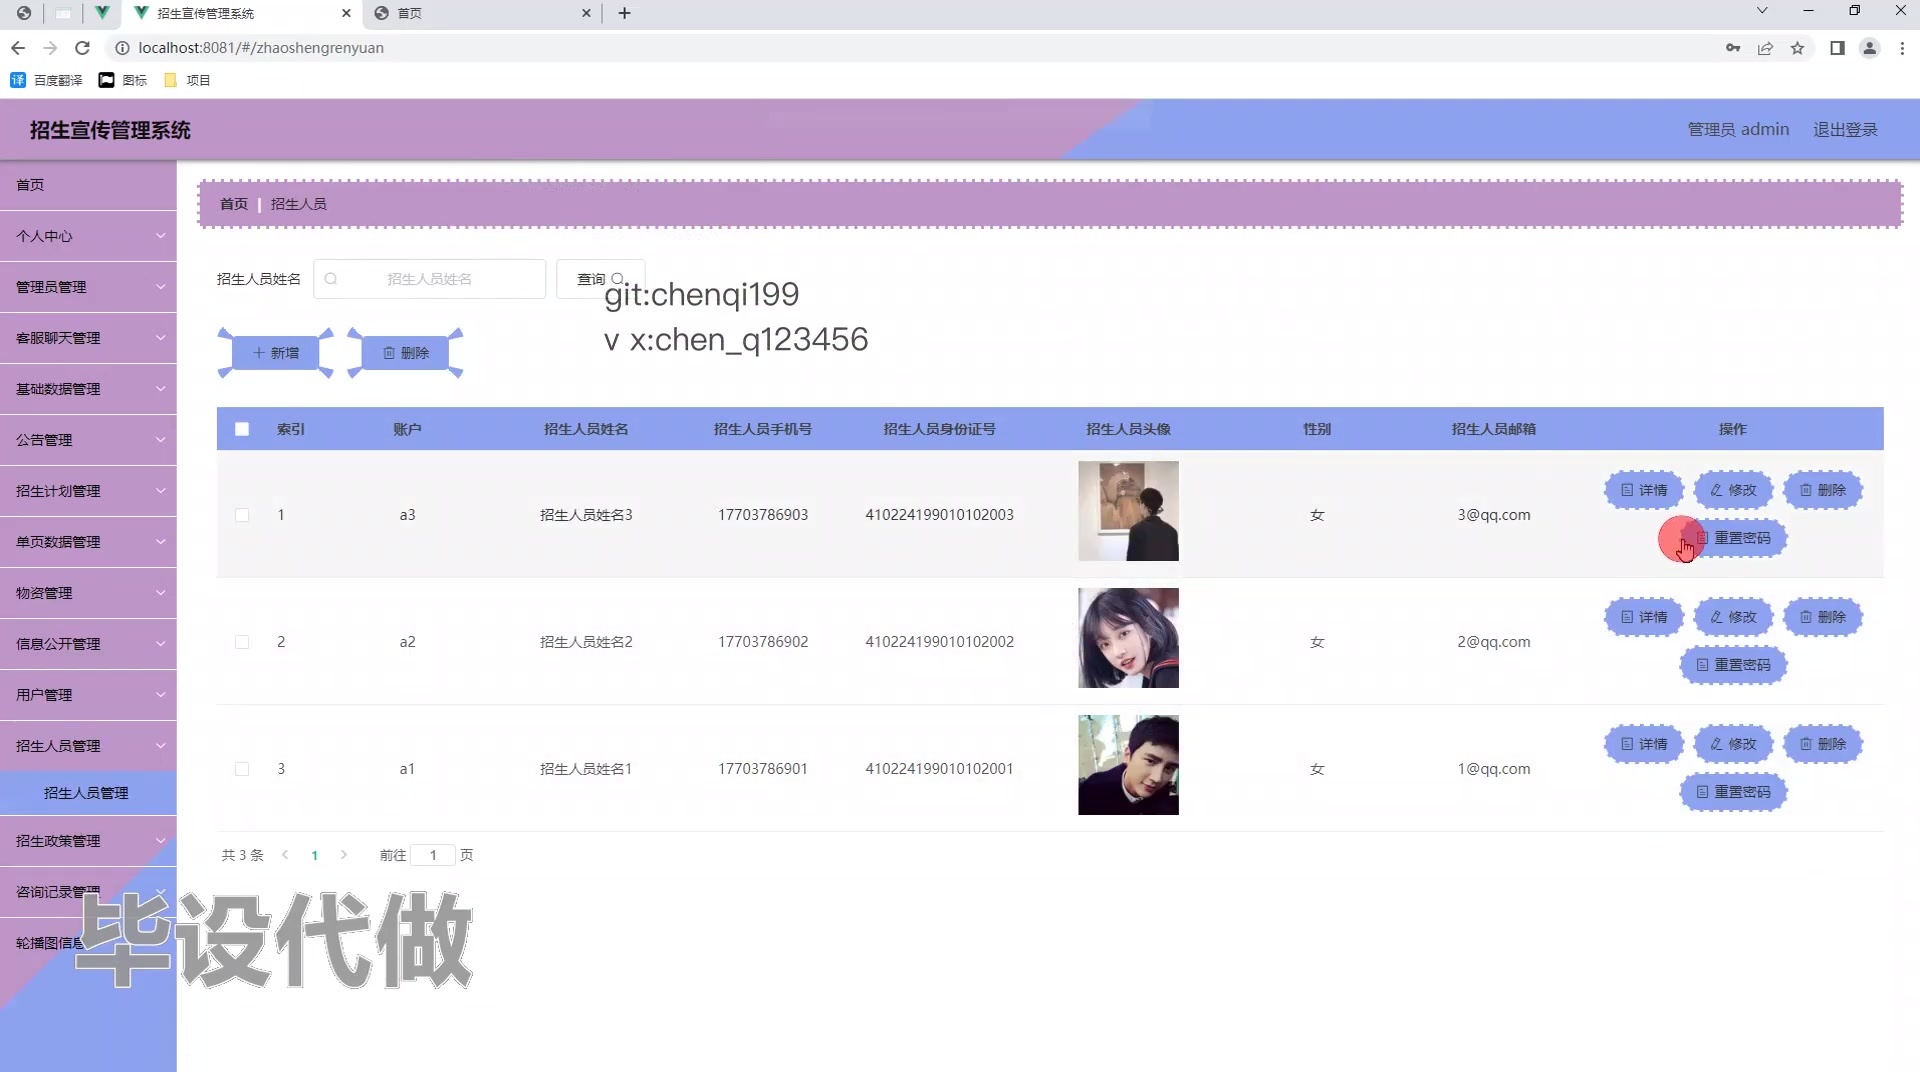 招生宣传管理系统
首页
localhost:8081/#/zhaoshengrenyuan
百度翻译
图标
项目
招生宣传管理系统
管理员 admin
退出登录
首页
个人中心
管理员管理
客服聊天管理
基础数据管理
公告管理
招生计划管理
单页数据管理
物资管理
信息公开管理
用户管理
招生人员管理
招生人员管理
招生政策管理
咨询记录管理
轮播图信息
首页 招生人员
招生人员姓名 招生人员姓名 查询
git:chenqi199
v x:chen_q123456
新增 删除
索引 账户 招生人员姓名 招生人员手机号 招生人员身份证号 招生人员头像 性别 招生人员邮箱 操作
1 a3 招生人员姓名3 17703786903 410224199010102003 女 3@qq.com 详情 修改 删除
重置密码
2 a2 招生人员姓名2 17703786902 410224199010102002 女 2@qq.com 详情 修改 删除
重置密码
3 a1 招生人员姓名1 17703786901 410224199010102001 女 1@qq.com 详情 修改 删除
重置密码
共 3 条 1 前往 1 页
毕设代做